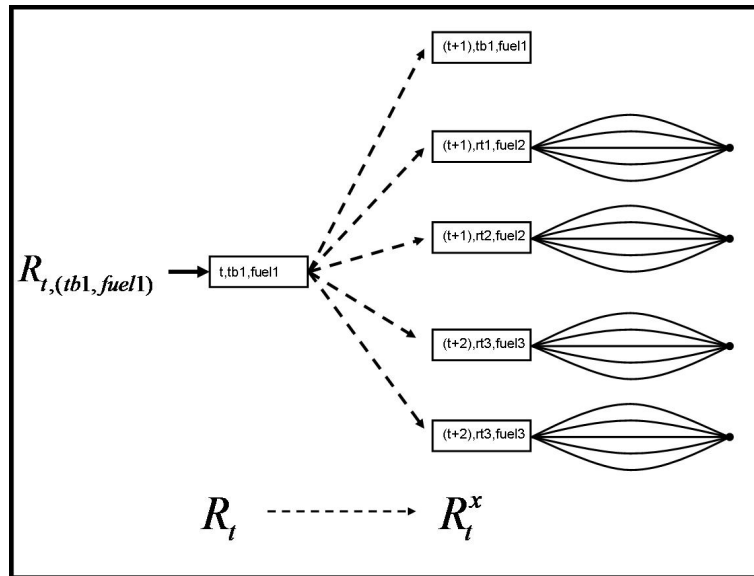 (t+1),tb1,fuel1
(t+1),rt1,fuel2
(t+1),rt2,fuel2
R_{t,(tb1,fuel1)}
t,tb1,fuel1
(t+2),rt3,fuel3
(t+2),rt3,fuel3
R_t R_t^x